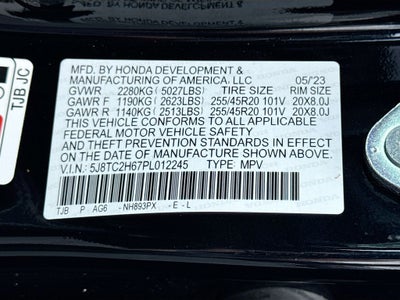 TJB JC
MFD. BY HONDA DEVELOPMENT &
MANUFACTURING OF AMERICA, LLC 05/'23
GVWR 2280KG (5027LBS) TIRE SIZE RIM SIZE
GAWR F 1190KG (2623LBS) 255/45R20 101V 20X8.0J
GAWR R 1140KG (2513LBS) 255/45R20 101V 20X8.0J
THIS VEHICLE CONFORMS TO ALL APPLICABLE
FEDERAL MOTOR VEHICLE SAFETY
AND THEFT PREVENTION STANDARDS IN EFFECT
ON THE DATE OF MANUFACTURE SHOWN ABOVE.
V.I.N.: 5J8TC2H67PL012245 TYPE: MPV
TJB P AG6 -NH893PX -E-L